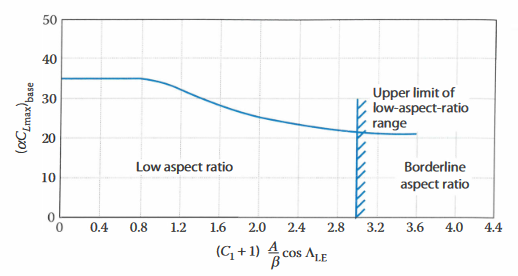 50
40
30
20
10
0
(αC_Lmax)_base
Upper limit of
low-aspect-ratio
range
Low aspect ratio
Borderline
aspect ratio
0 0.4 0.8 1.2 1.6 2.0 2.4 2.8 3.2 3.6 4.0 4.4
(C₁ + 1) A/β cos Λ_LE